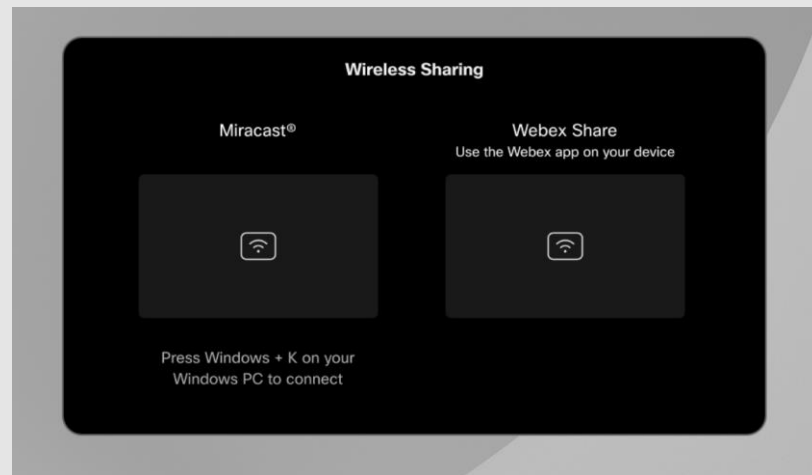 Wireless Sharing
Miracast®
Press Windows + K on your
Windows PC to connect
Webex Share
Use the Webex app on your device